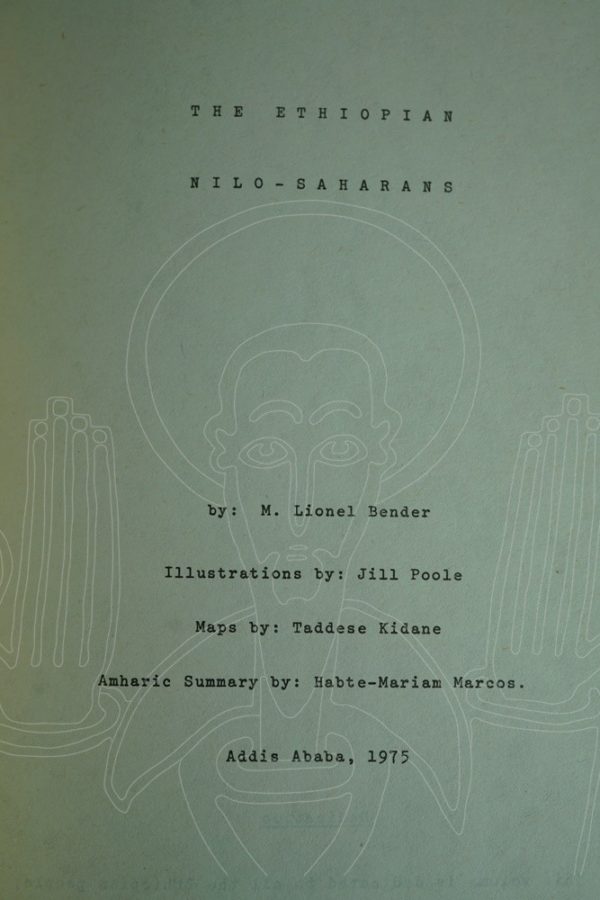 THE ETHIOPIAN
NILO-SAHARANS
by: M. Lionel Bender
Illustrations by: Jill Poole
Maps by: Taddese Kidane
Amharic Summary by: Habte-Mariam Marcos.
Addis Ababa, 1975